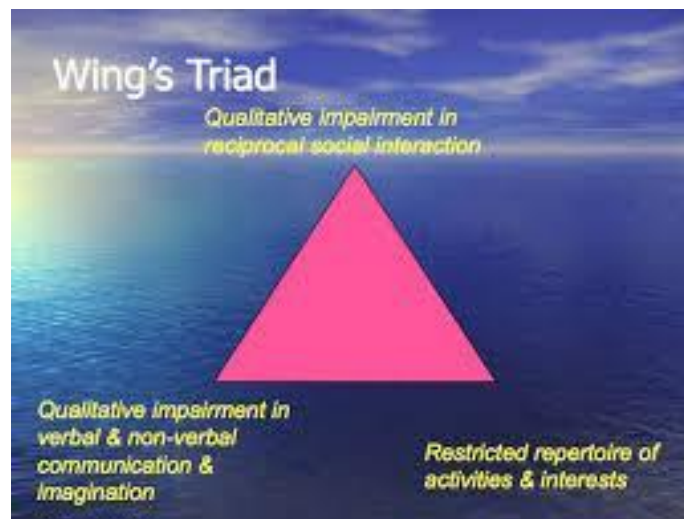 Wing's Triad
Qualitative impairment in
reciprocal social interaction
Qualitative impairment in
verbal & non-verbal
communication &
Imagination
Restricted repertoire of
activities & interests